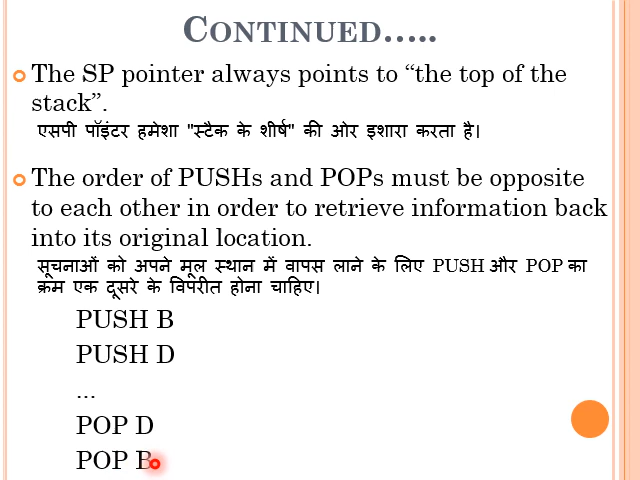 CONTINUED…..
The SP pointer always points to “the top of the
stack”.
एसपी पॉइंटर हमेशा "स्टैक के शीर्ष" की ओर इशारा करता है।
The order of PUSHs and POPs must be opposite
to each other in order to retrieve information back
into its original location.
सूचनाओं को अपने मूल स्थान में वापस लाने के लिए PUSH और POP का
क्रम एक दूसरे के विपरीत होना चाहिए।
PUSH B
PUSH D
...
POP D
POP B